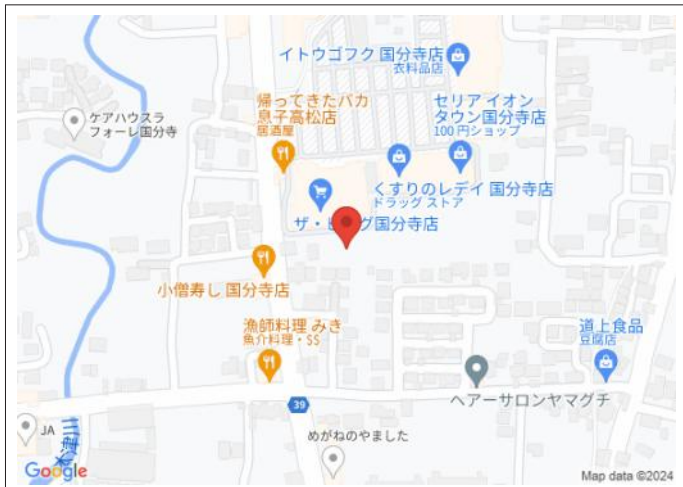 イトウゴフク 国分寺店
衣料品店
帰ってきたバカ
息子高松店
居酒屋
セリア イオン
タウン国分寺店
100 円ショップ
ケアハウスラ
フォーレ国分寺
くすりのレデイ 国分寺店
ドラッグ ストア
ザ・ビッグ国分寺店
小僧寿し 国分寺店
漁師料理 みき
魚介料理・SS
道上食品
豆腐店
ヘアーサロンヤマグチ
39
JA
めがねのやました
Google
Map data ©2024